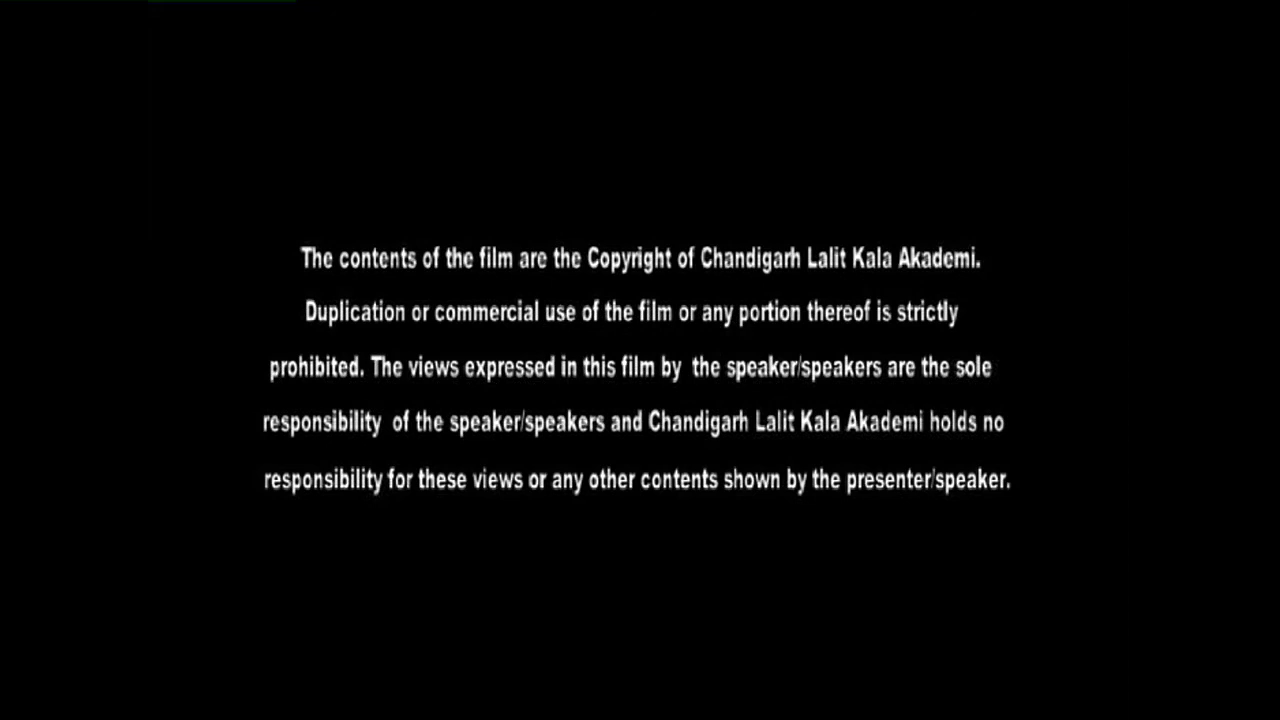 The contents of the film are the Copyright of Chandigarh Lalit Kala Akademi.
Duplication or commercial use of the film or any portion thereof is strictly
prohibited. The views expressed in this film by the speaker/speakers are the sole
responsibility of the speaker/speakers and Chandigarh Lalit Kala Akademi holds no
responsibility for these views or any other contents shown by the presenter/speaker.